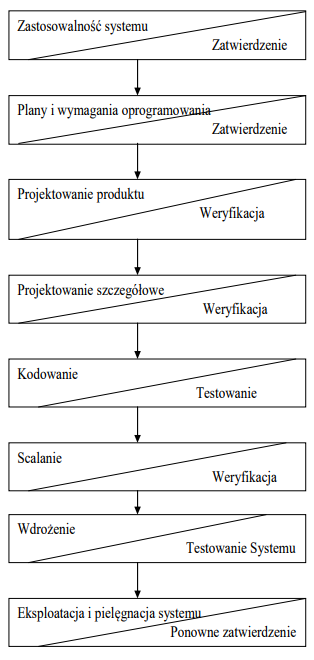 Zastosowalność systemu
Zatwierdzenie
Plany i wymagania oprogramowania
Zatwierdzenie
Projektowanie produktu
Weryfikacja
Projektowanie szczegółowe
Weryfikacja
Kodowanie
Testowanie
Scalanie
Weryfikacja
Wdrożenie
Testowanie Systemu
Eksploatacja i pielęgnacja systemu
Ponowne zatwierdzenie